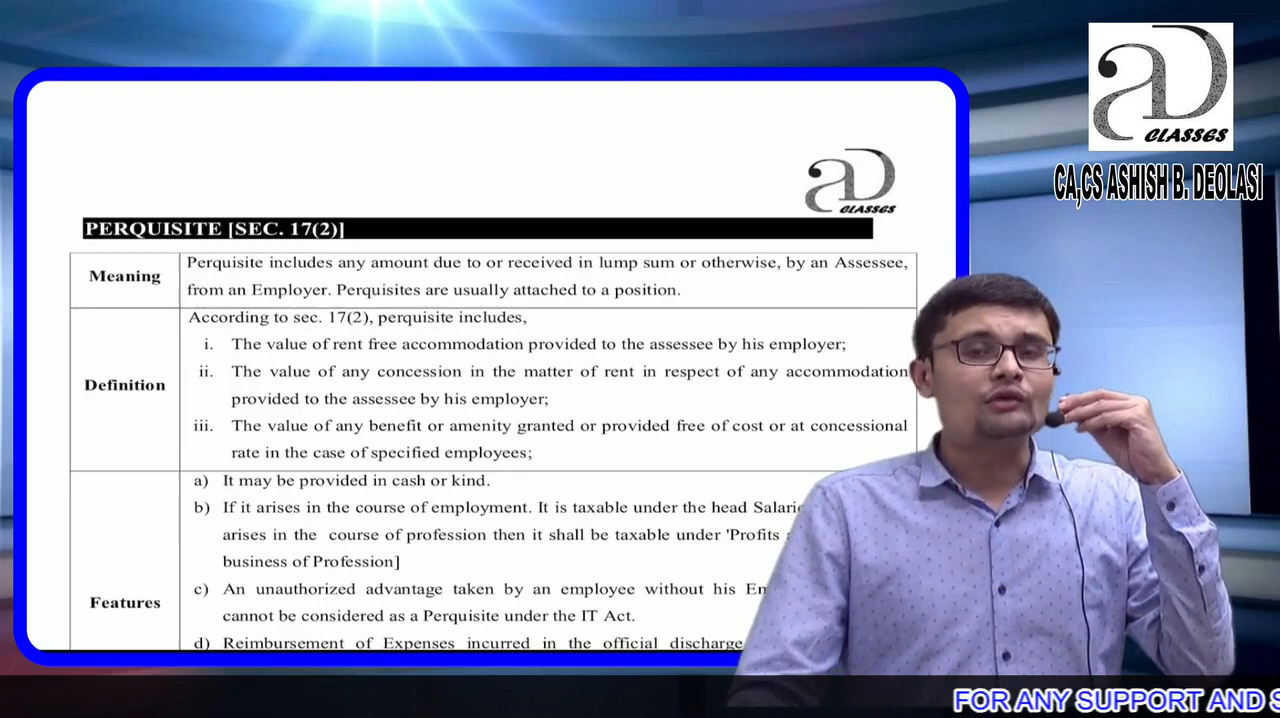 aD
CLASSES
CA,CS ASHISH B. DEOLASI
aD
CLASSES
PERQUISITE [SEC. 17(2)]
Meaning
Perquisite includes any amount due to or received in lump sum or otherwise, by an Assessee,
from an Employer. Perquisites are usually attached to a position.
Definition
According to sec. 17(2), perquisite includes,
i. The value of rent free accommodation provided to the assessee by his employer;
ii. The value of any concession in the matter of rent in respect of any accommodation
provided to the assessee by his employer;
iii. The value of any benefit or amenity granted or provided free of cost or at concessional
rate in the case of specified employees;
Features
a) It may be provided in cash or kind.
b) If it arises in the course of employment. It is taxable under the head Salarie
arises in the course of profession then it shall be taxable under 'Profits
business of Profession]
c) An unauthorized advantage taken by an employee without his Em
cannot be considered as a Perquisite under the IT Act.
d) Reimbursement of Expenses incurred in the official discharge
FOR ANY SUPPORT AND S